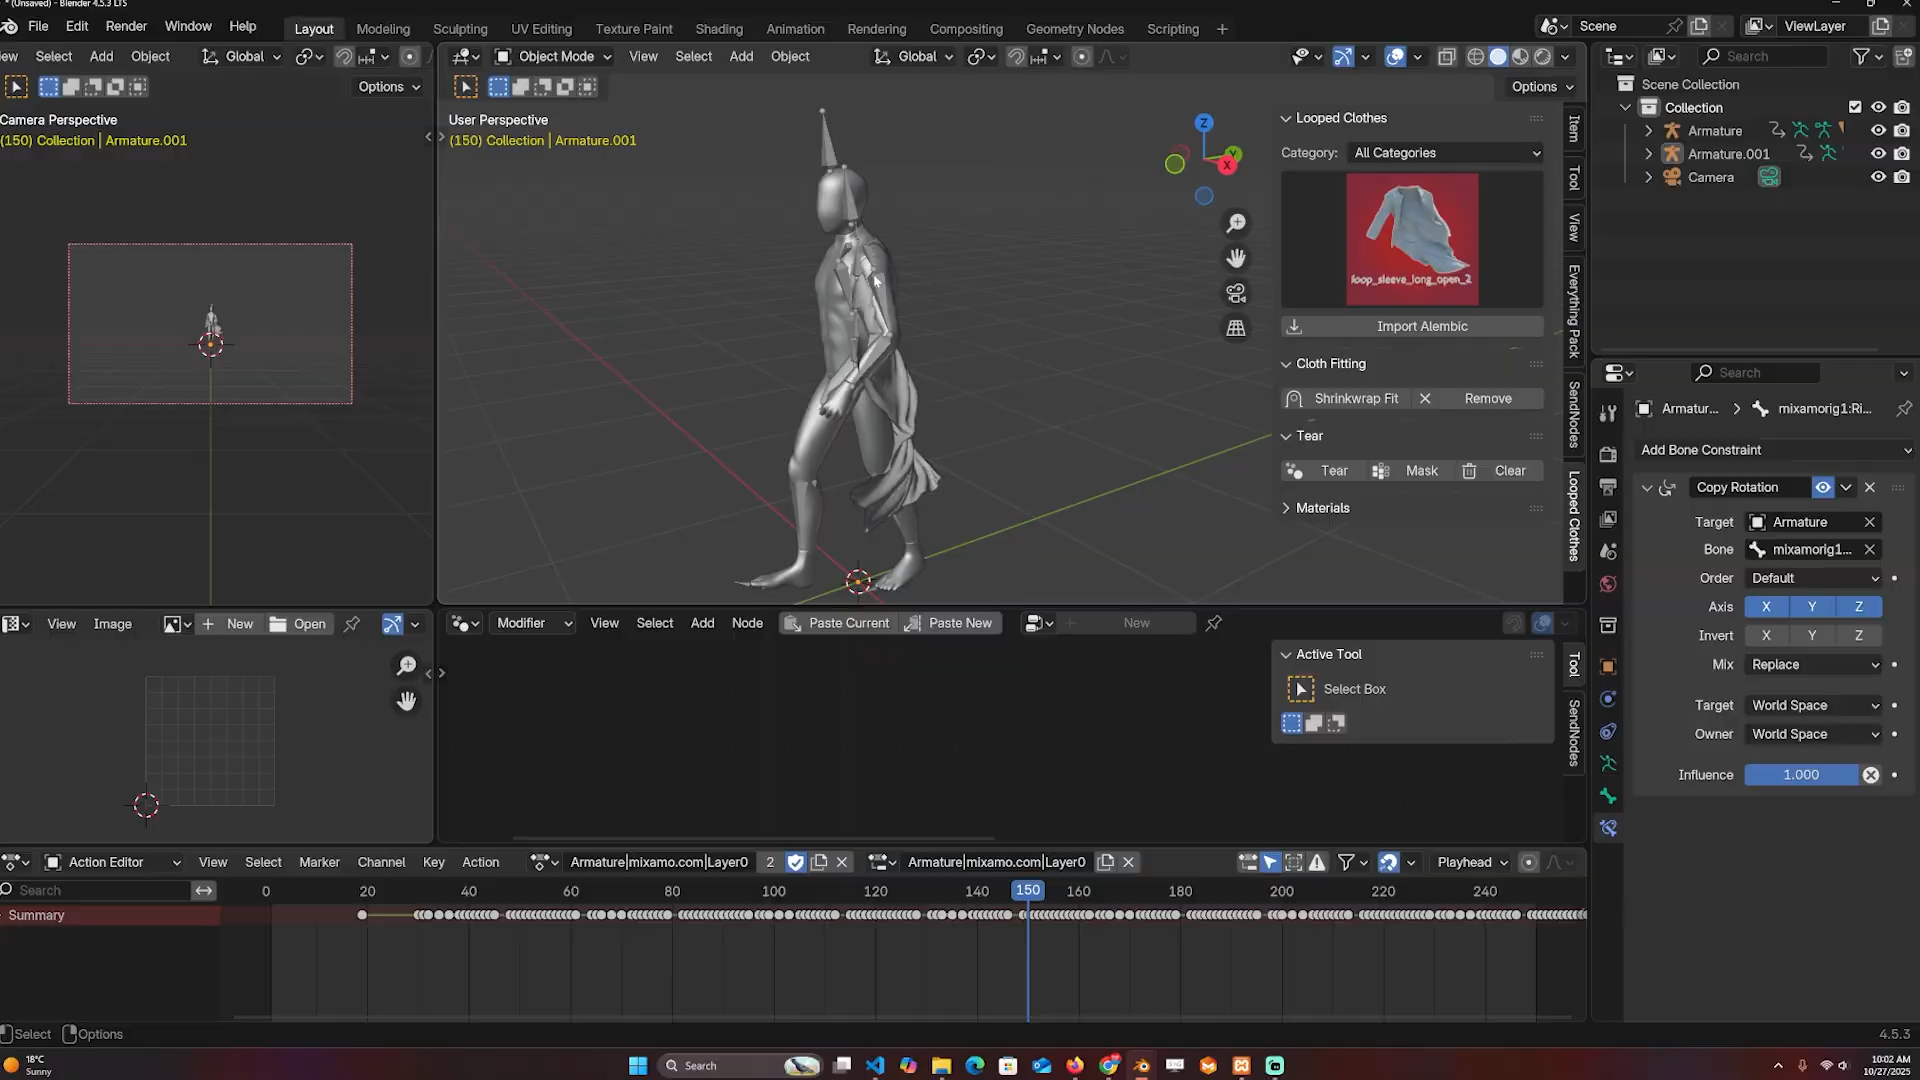 * (Unsaved) - Blender 4.5.3 LTS
File Edit Render Window Help Layout Modeling Sculpting UV Editing Texture Paint Shading Animation Rendering Compositing Geometry Nodes Scripting + Scene ViewLayer
ew Select Add Object Global
Object Mode View Select Add Object Global
Search
Options
Options
Camera Perspective
(150) Collection | Armature.001
User Perspective
(150) Collection | Armature.001
Z
Y
X
Looped Clothes
Category: All Categories
loop_sleeve_long_open_2
Import Alembic
Cloth Fitting
Shrinkwrap Fit Remove
Tear
Tear Mask Clear
Materials
Item
Tool
View
Everything Pack
SendNodes
Looped Clothes
Scene Collection
Collection
Armature
Armature.001
Camera
Search
Armatur... mixamorig1:Ri...
Add Bone Constraint
Copy Rotation
Target Armature
Bone mixamorig1...
Order Default
Axis X Y Z
Invert X Y Z
Mix Replace
Target World Space
Owner World Space
Influence 1.000
View Image New Open
Modifier View Select Add Node Paste Current Paste New New
Active Tool
Select Box
Tool
SendNodes
Action Editor View Select Marker Channel Key Action Armature|mixamo.com|Layer0 2 Armature|mixamo.com|Layer0 Playhead
Search
0 20 40 60 80 100 120 140 150 160 180 200 220 240
Summary
Select Options
4.5.3
18°C
Sunny
Search
10:02 AM
10/27/2025